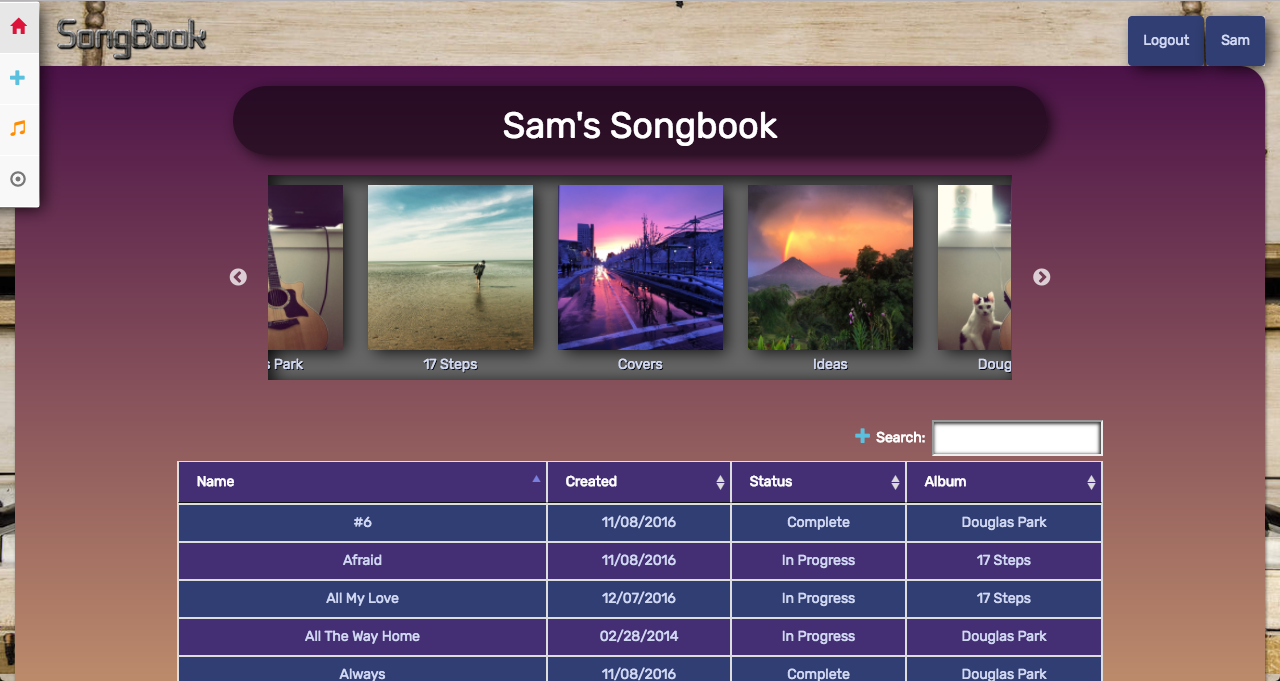 SongBook
Logout Sam
Sam's Songbook
s Park 17 Steps Covers Ideas Doug
Search:
Name Created Status Album
#6 11/08/2016 Complete Douglas Park
Afraid 11/08/2016 In Progress 17 Steps
All My Love 12/07/2016 In Progress 17 Steps
All The Way Home 02/28/2014 In Progress Douglas Park
Always 11/08/2016 Complete Douglas Park